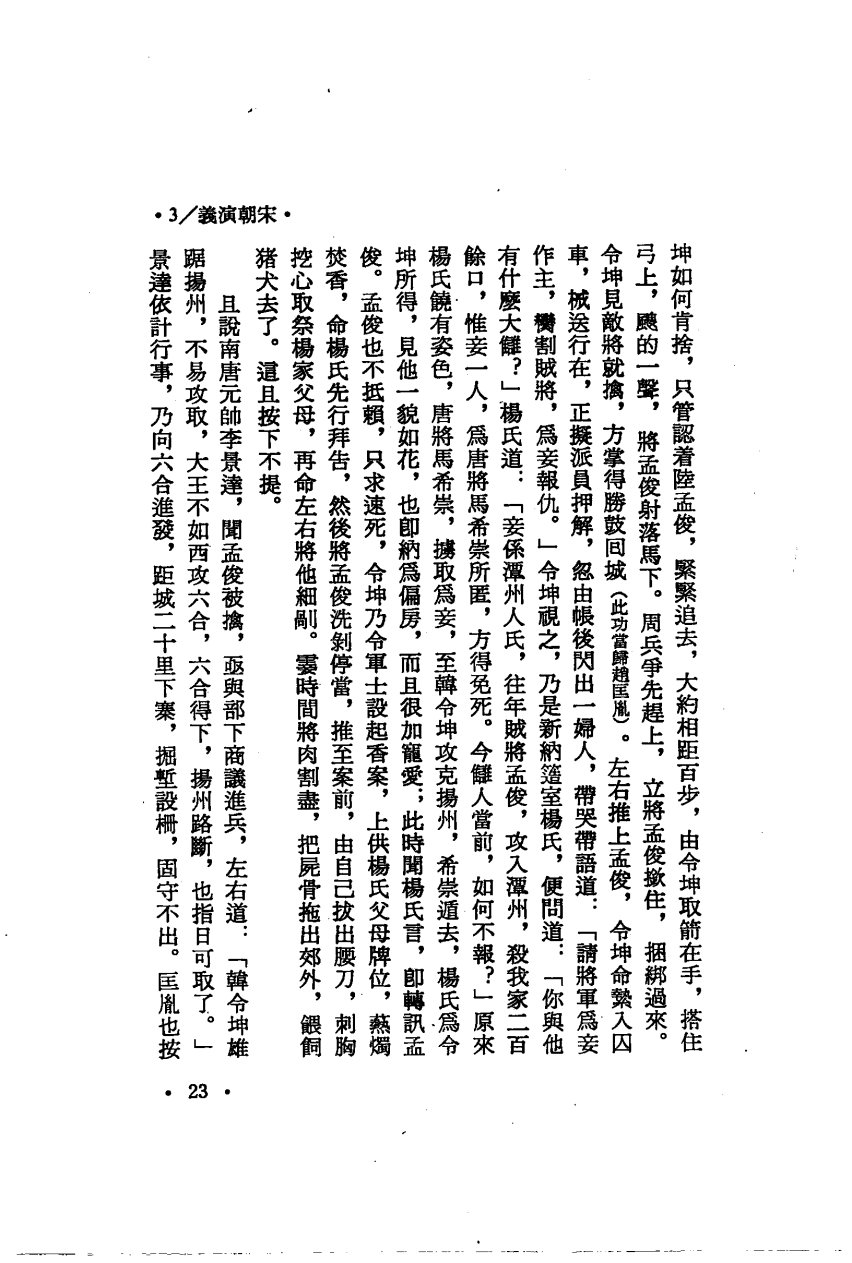 •宋朝演義／3•
坤如何肯捨，只管認着陸孟俊，緊緊追去，大約相距百步，由令坤取箭在手，搭住
弓上，颼的一聲，將孟俊射落馬下。周兵爭先趕上，立將孟俊撳住，捆綁過來。
令坤見敵將就擒，方掌得勝鼓回城（此功當歸趙匡胤）。左右推上孟俊，令坤命縶入囚
車，械送行在，正擬派員押解，忽由帳後閃出一婦人，帶哭帶語道：「請將軍爲妾
作主，臠割賊將，爲妾報仇。」令坤視之，乃是新納簉室楊氏，便問道：「你與他
有什麼大讎？」楊氏道：「妾係潭州人氏，往年賊將孟俊，攻入潭州，殺我家二百
餘口，惟妾一人，爲唐將馬希崇所匿，方得免死。今讎人當前，如何不報？」原來
楊氏饒有姿色，唐將馬希崇，擄取爲妾，至韓令坤攻克揚州，希崇遁去，楊氏爲令
坤所得，見他一貌如花，也卽納爲偏房，而且很加寵愛；此時聞楊氏言，卽轉訊孟
俊。孟俊也不抵賴，只求速死，令坤乃令軍士設起香案，上供楊氏父母牌位，爇燭
焚香，命楊氏先行拜告，然後將孟俊洗剝停當，推至案前，由自己拔出腰刀，刺胸
挖心取祭楊家父母，再命左右將他細剮。霎時間將肉割盡，把屍骨拖出郊外，餵飼
猪犬去了。這且按下不提。
且說南唐元帥李景達，聞孟俊被擒，亟與部下商議進兵，左右道：「韓令坤雄
踞揚州，不易攻取，大王不如西攻六合，六合得下，揚州路斷，也指日可取了。」
景達依計行事，乃向六合進發，距城二十里下寨，掘塹設柵，固守不出。匡胤也按
•23•